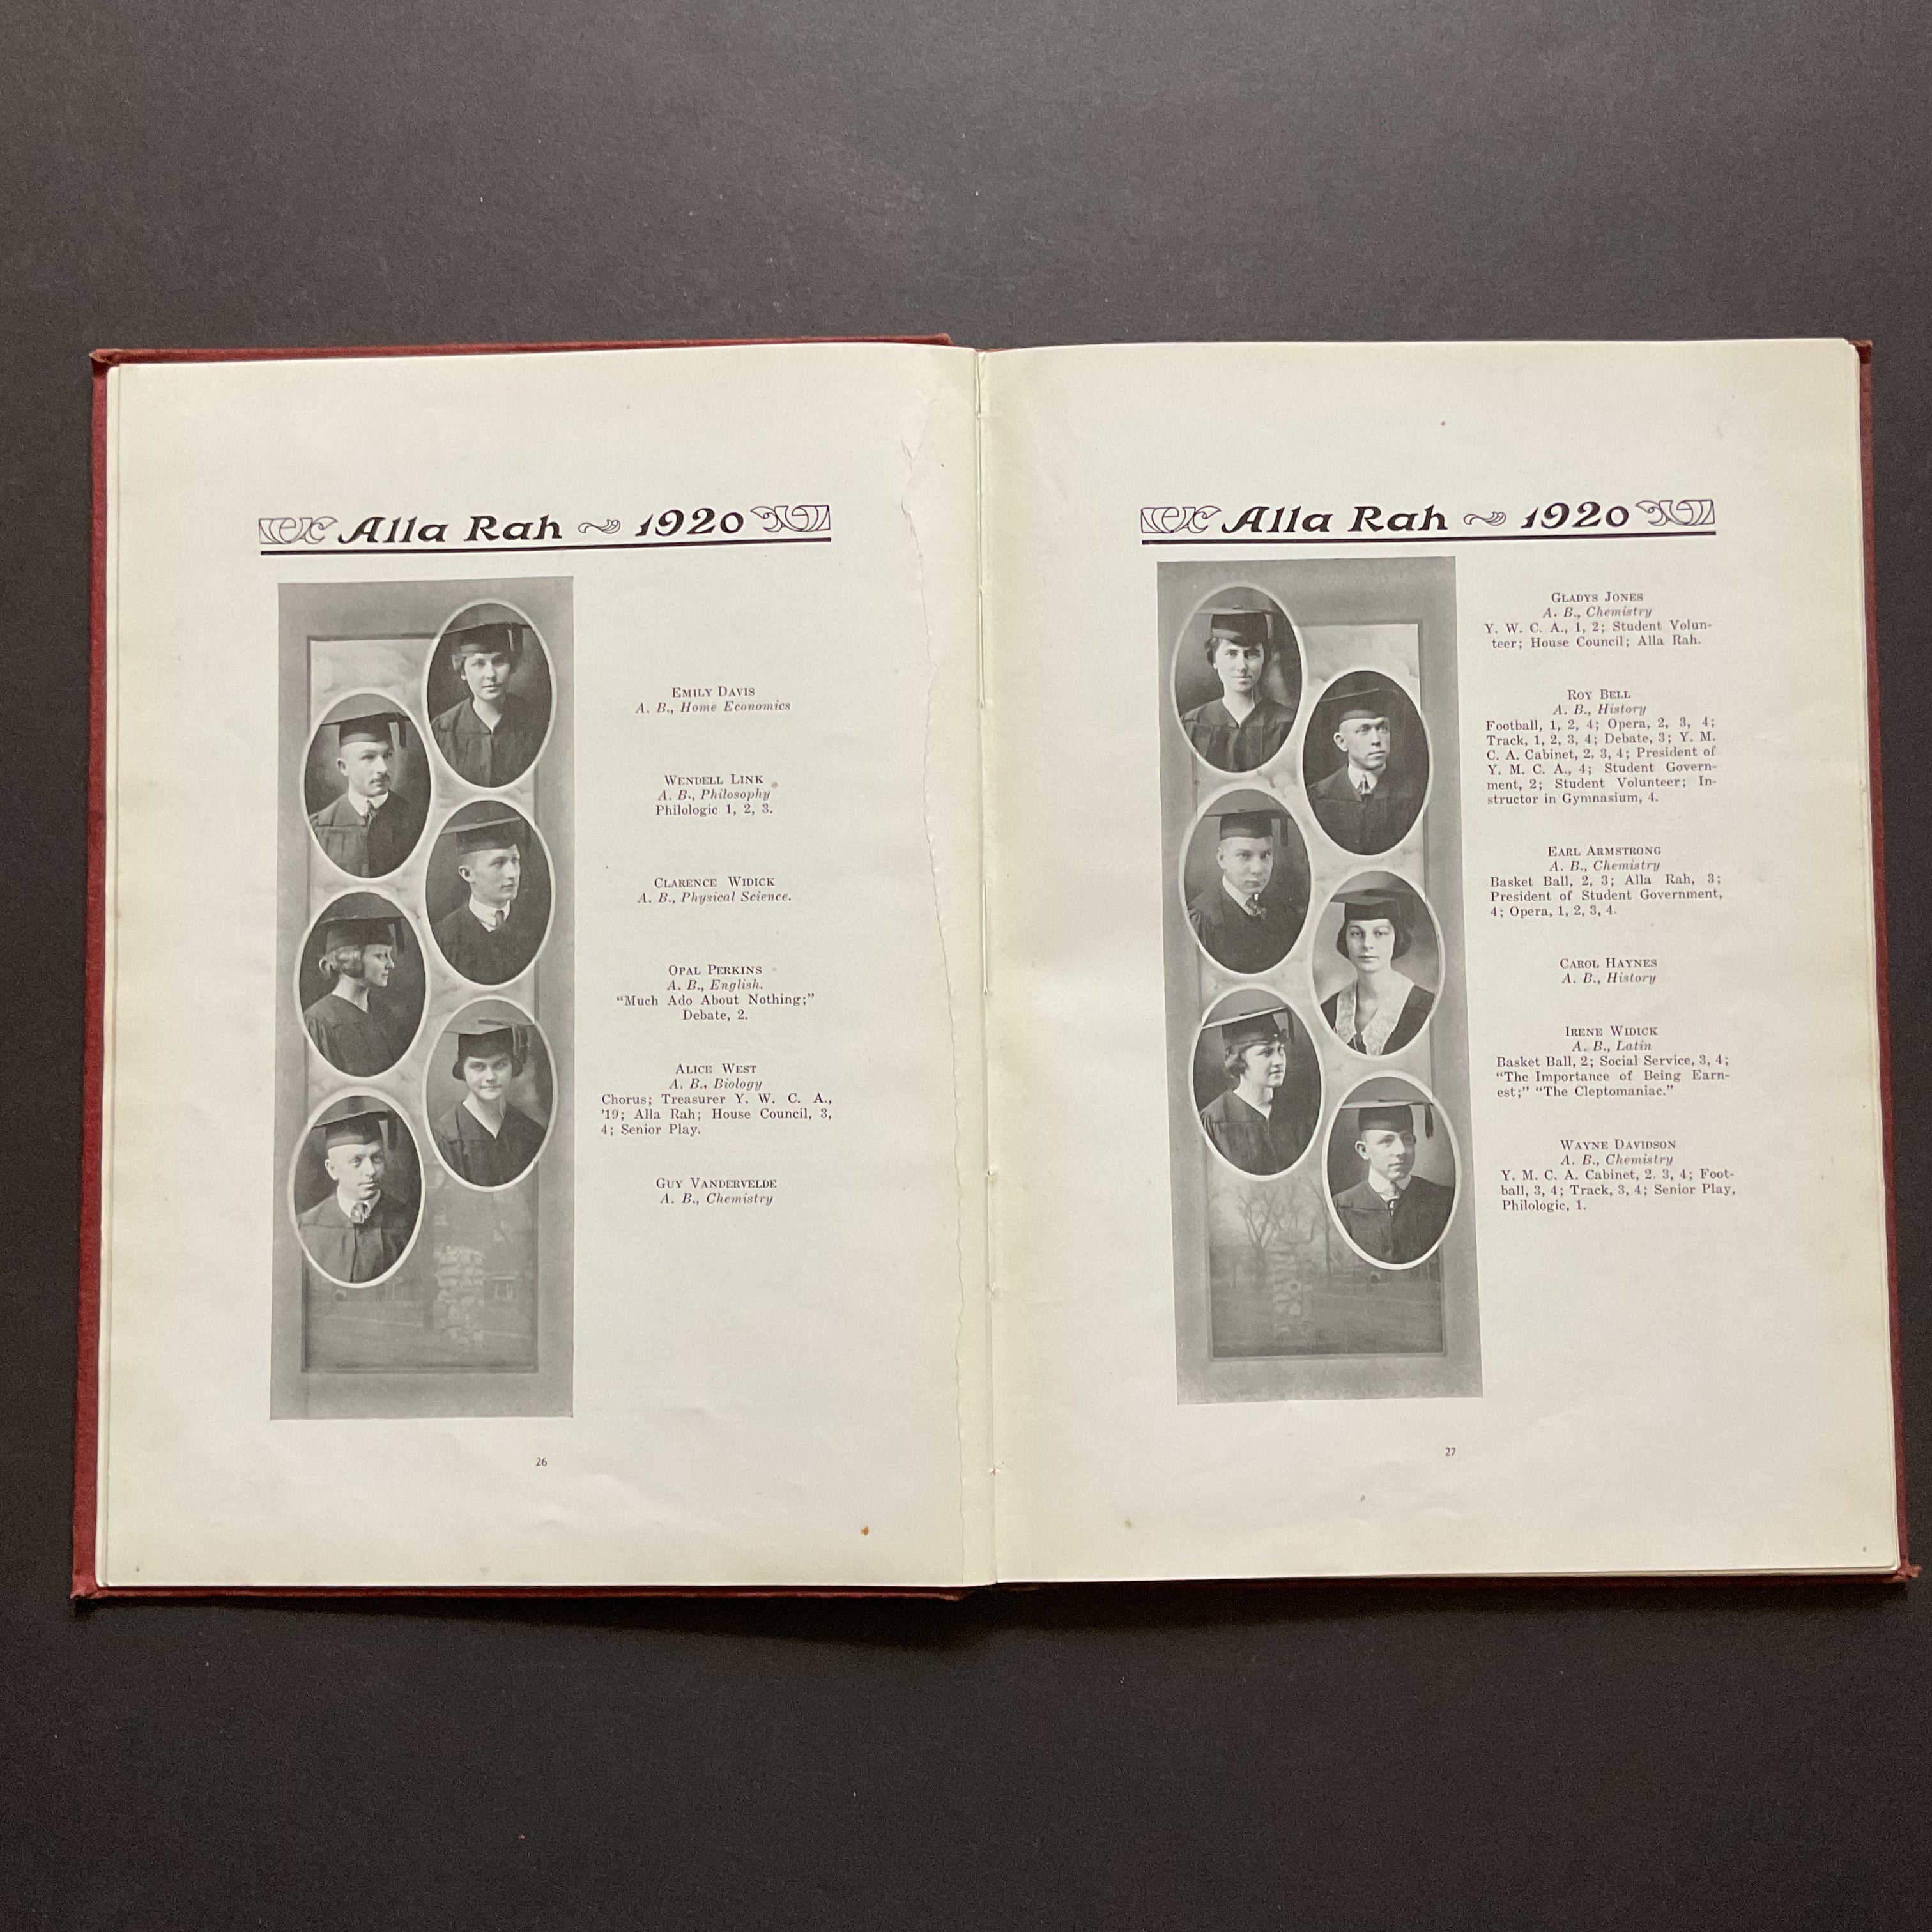 Alla Rah ~ 1920
EMILY DAVIS
A. B., Home Economics
WENDELL LINK
A. B., Philosophy
Philologic 1, 2, 3.
CLARENCE WIDICK
A. B., Physical Science.
OPAL PERKINS
A. B., English.
"Much Ado About Nothing;"
Debate, 2.
ALICE WEST
A. B., Biology
Chorus; Treasurer Y. W. C. A.,
'19; Alla Rah; House Council, 3,
4; Senior Play.
GUY VANDERVELDE
A. B., Chemistry
26
Alla Rah ~ 1920
GLADYS JONES
A. B., Chemistry
Y. W. C. A., 1, 2; Student Volun-
teer; House Council; Alla Rah.
ROY BELL
A. B., History
Football, 1, 2, 4; Opera, 2, 3, 4;
Track, 1, 2, 3, 4; Debate, 3; Y. M.
C. A. Cabinet, 2, 3, 4; President of
Y. M. C. A., 4; Student Govern-
ment, 2; Student Volunteer; In-
structor in Gymnasium, 4.
EARL ARMSTRONG
A. B., Chemistry
Basket Ball, 2, 3; Alla Rah, 3;
President of Student Government,
4; Opera, 1, 2, 3, 4.
CAROL HAYNES
A. B., History
IRENE WIDICK
A. B., Latin
Basket Ball, 2; Social Service, 3, 4;
"The Importance of Being Earn-
est;" "The Cleptomaniac."
WAYNE DAVIDSON
A. B., Chemistry
Y. M. C. A. Cabinet, 2, 3, 4; Foot-
ball, 3, 4; Track, 3, 4; Senior Play,
Philologic, 1.
27